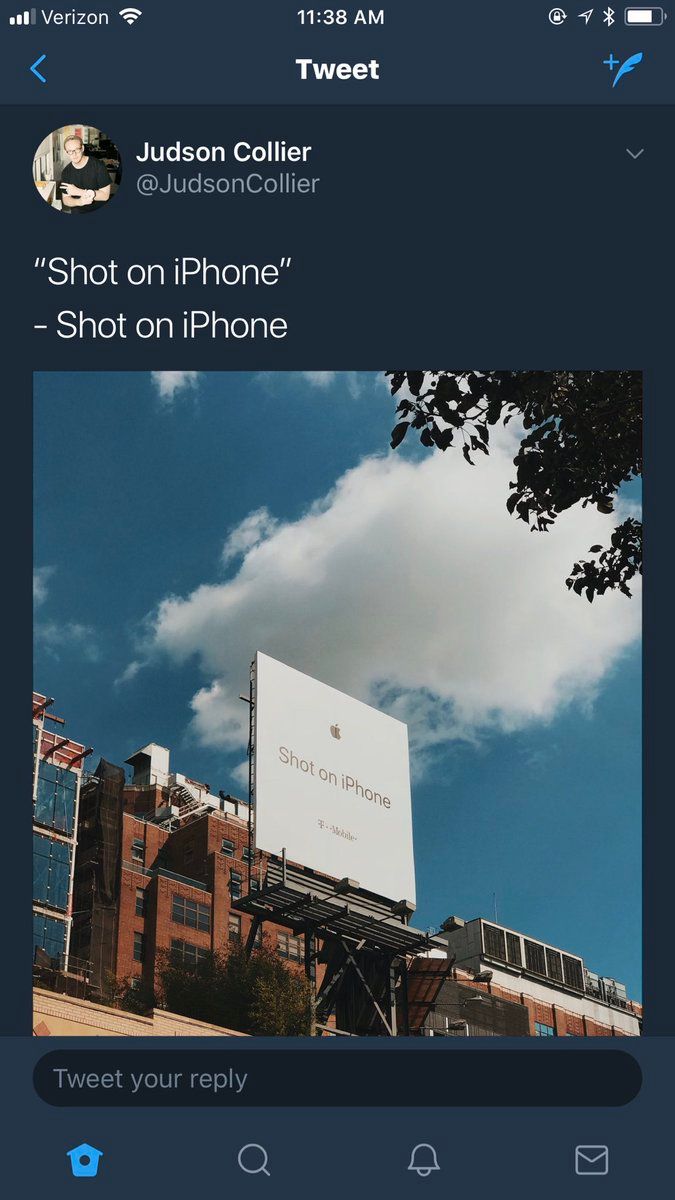 Verizon 11:38 AM
Tweet
Judson Collier
@JudsonCollier
“Shot on iPhone”
- Shot on iPhone
Shot on iPhone
T--Mobile-
Tweet your reply